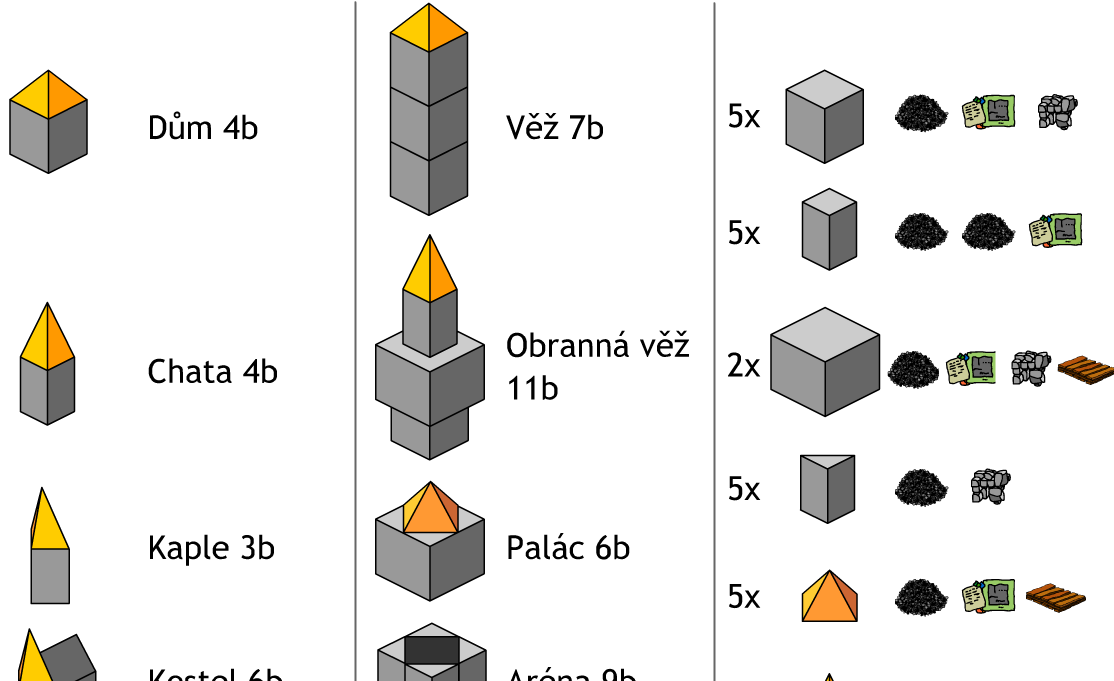 Dům 4b
Chata 4b
Kaple 3b
Kostel 6b
Věž 7b
Obranná věž
11b
Palác 6b
Aréna 9b
5x
5x
2x
5x
5x